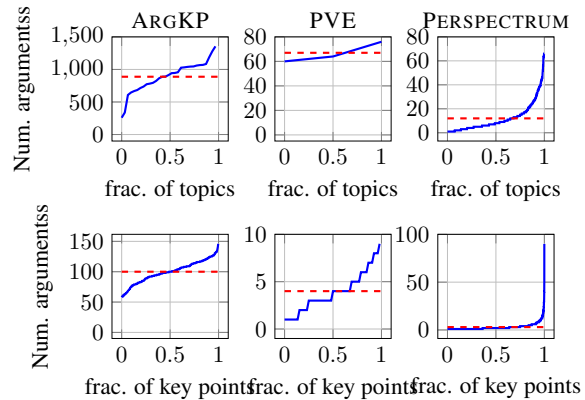 ARGKP PVE PERSPECTRUM
Num. argumentss
1,500
1,000
500
0
0 0.5 1
frac. of topics
80
60
40
20
0
0 0.5 1
frac. of topics
80
60
40
20
0
0 0.5 1
frac. of topics
Num. argumentss
150
100
50
0
0 0.5 1
frac. of key points
10
5
0
0 0.5 1
frac. of key points
100
50
0
0 0.5 1
frac. of key points